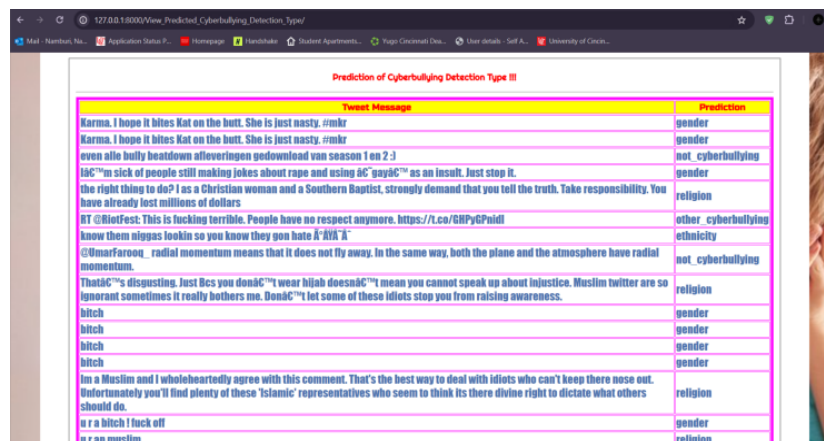 127.0.0.1:8000/View_Predicted_Cyberbullying_Detection_Type/
Mail - Namburi, Na... Application Status P... Homepage Handshake Student Apartments... Yugo Cincinnati Dea... User details - Self A... University of Cincin...
Prediction of Cyberbullying Detection Type !!!
Tweet Message Prediction
Karma. I hope it bites Kat on the butt. She is just nasty. #mkr gender
Karma. I hope it bites Kat on the butt. She is just nasty. #mkr gender
even alle bully beatdown afleveringen gedownload van season 1 en 2 :) not_cyberbullying
Iâ€™m sick of people still making jokes about rape and using â€˜gayâ€™ as an insult. Just stop it. gender
the right thing to do? I as a Christian woman and a Southern Baptist, strongly demand that you tell the truth. Take responsibility. You
have already lost millions of dollars religion
RT @RiotFest: This is fucking terrible. People have no respect anymore. https://t.co/GHPyGPnidI other_cyberbullying
know them niggas lookin so you know they gon hate ethnicity
@UmarFarooq_ radial momentum means that it does not fly away. In the same way, both the plane and the atmosphere have radial
momentum. not_cyberbullying
Thatâ€™s disgusting. Just Bcs you donâ€™t wear hijab doesnâ€™t mean you cannot speak up about injustice. Muslim twitter are so
ignorant sometimes it really bothers me. Donâ€™t let some of these idiots stop you from raising awareness. religion
bitch gender
bitch gender
bitch gender
bitch gender
Im a Muslim and I wholeheartedly agree with this comment. That's the best way to deal with idiots who can't keep there nose out.
Unfortunately you'll find plenty of these 'Islamic' representatives who seem to think its there divine right to dictate what others
should do. religion
u r a bitch ! fuck off gender
u r an muslim religion